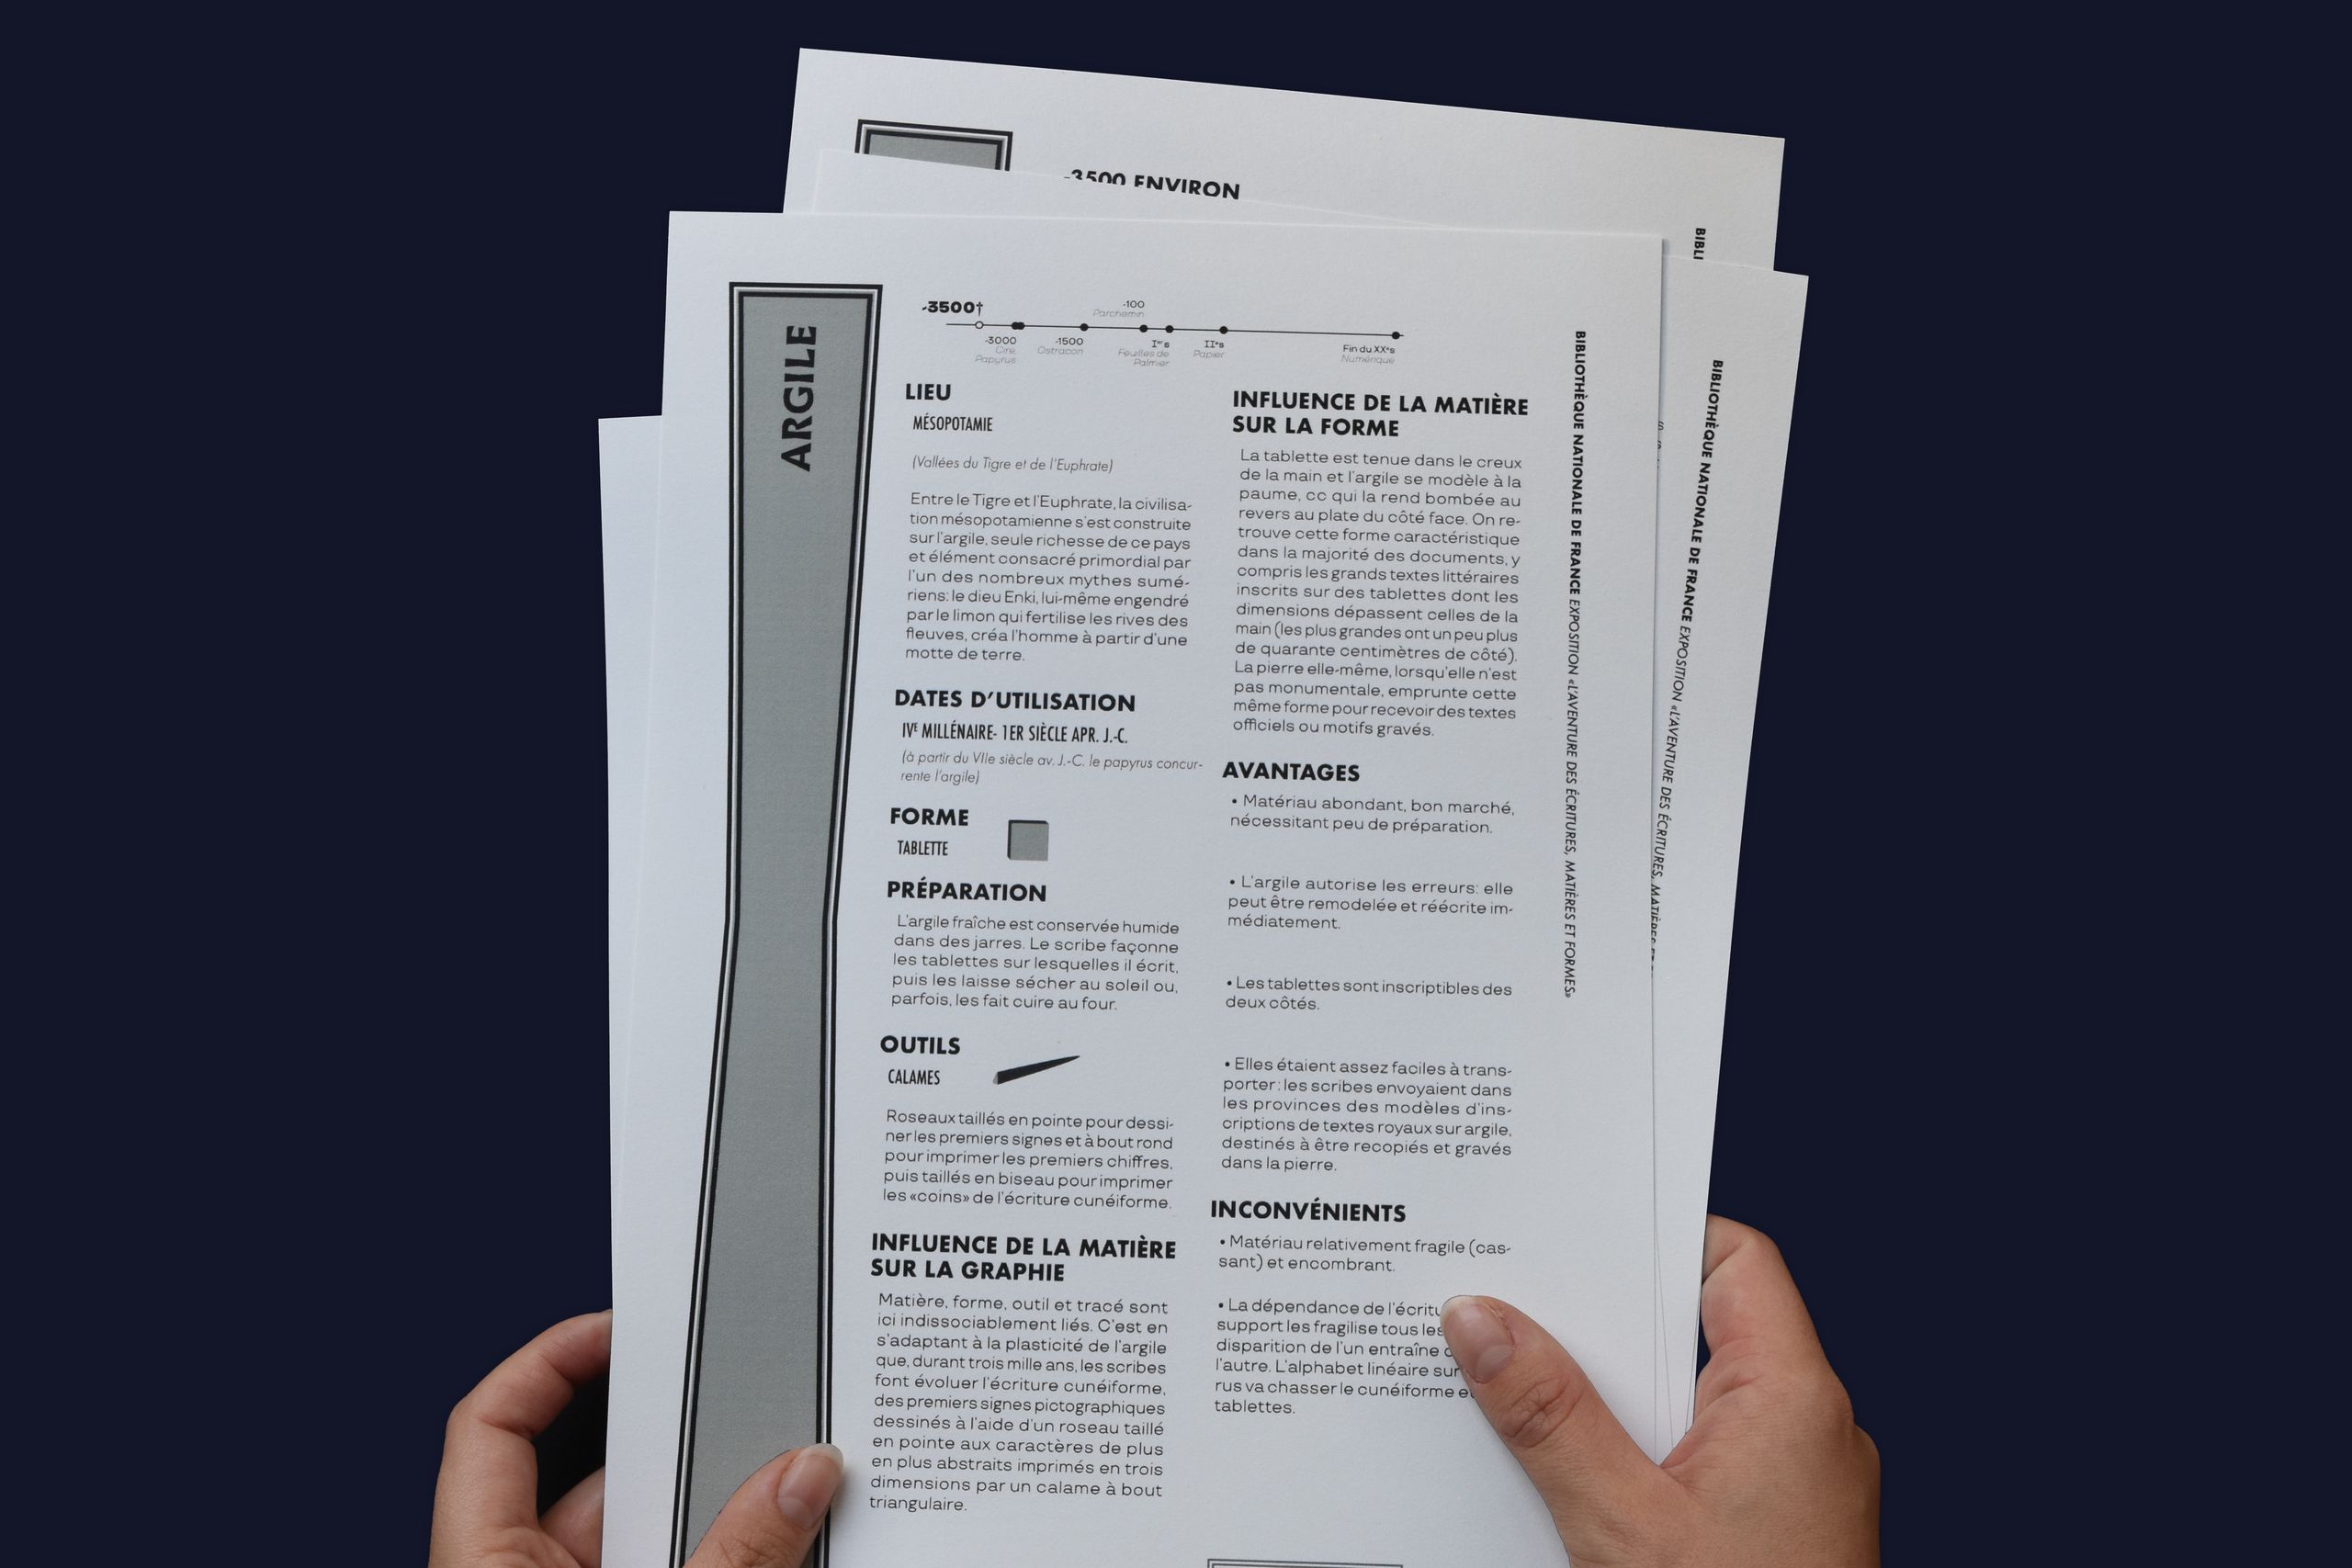 -3500 ENVIRON
BIBLI
ARGILE
-3500†
-100
Parchemin
-3000
Cire,
Papyrus
-1500
Ostracon
Iers
Feuilles de
Palmier
IIes
Papier
Fin du XXes
Numérique
LIEU
MÉSOPOTAMIE
(Vallées du Tigre et de l'Euphrate)
Entre le Tigre et l'Euphrate, la civilisa-
tion mésopotamienne s'est construite
sur l'argile, seule richesse de ce pays
et élément consacré primordial par
l'un des nombreux mythes sumé-
riens: le dieu Enki, lui-même engendré
par le limon qui fertilise les rives des
fleuves, créa l'homme à partir d'une
motte de terre.
DATES D'UTILISATION
IVE MILLÉNAIRE- 1ER SIÈCLE APR. J.-C.
(à partir du VIIe siècle av. J.-C. le papyrus concur-
rente l'argile)
FORME
TABLETTE
PRÉPARATION
L'argile fraîche est conservée humide
dans des jarres. Le scribe façonne
les tablettes sur lesquelles il écrit,
puis les laisse sécher au soleil ou,
parfois, les fait cuire au four.
OUTILS
CALAMES
Roseaux taillés en pointe pour dessi-
ner les premiers signes et à bout rond
pour imprimer les premiers chiffres,
puis taillés en biseau pour imprimer
les «coins» de l'écriture cunéiforme.
INFLUENCE DE LA MATIÈRE
SUR LA GRAPHIE
Matière, forme, outil et tracé sont
ici indissociablement liés. C'est en
s'adaptant à la plasticité de l'argile
que, durant trois mille ans, les scribes
font évoluer l'écriture cunéiforme,
des premiers signes pictographiques
dessinés à l'aide d'un roseau taillé
en pointe aux caractères de plus
en plus abstraits imprimés en trois
dimensions par un calame à bout
triangulaire.
INFLUENCE DE LA MATIÈRE
SUR LA FORME
La tablette est tenue dans le creux
de la main et l'argile se modèle à la
paume, cc qui la rend bombée au
revers au plate du côté face. On re-
trouve cette forme caractéristique
dans la majorité des documents, y
compris les grands textes littéraires
inscrits sur des tablettes dont les
dimensions dépassent celles de la
main (les plus grandes ont un peu plus
de quarante centimètres de côté).
La pierre elle-même, lorsqu'elle n'est
pas monumentale, emprunte cette
même forme pour recevoir des textes
officiels ou motifs gravés.
AVANTAGES
• Matériau abondant, bon marché,
nécessitant peu de préparation.
• L'argile autorise les erreurs: elle
peut être remodelée et réécrite im-
médiatement.
• Les tablettes sont inscriptibles des
deux côtés.
• Elles étaient assez faciles à trans-
porter: les scribes envoyaient dans
les provinces des modèles d'ins-
criptions de textes royaux sur argile,
destinés à être recopiés et gravés
dans la pierre.
INCONVÉNIENTS
• Matériau relativement fragile (cas-
sant) et encombrant.
• La dépendance de l'écritu
support les fragilise tous les
disparition de l'un entraîne
l'autre. L'alphabet linéaire sur
rus va chasser le cunéiforme
tablettes.
BIBLIOTHÈQUE NATIONALE DE FRANCE EXPOSITION «L'AVENTURE DES ÉCRITURES, MATIÈRES ET FORMES»
BIBLIOTHÈQUE NATIONALE DE FRANCE EXPOSITION «L'AVENTURE DES ÉCRITURES, MATIÈRES